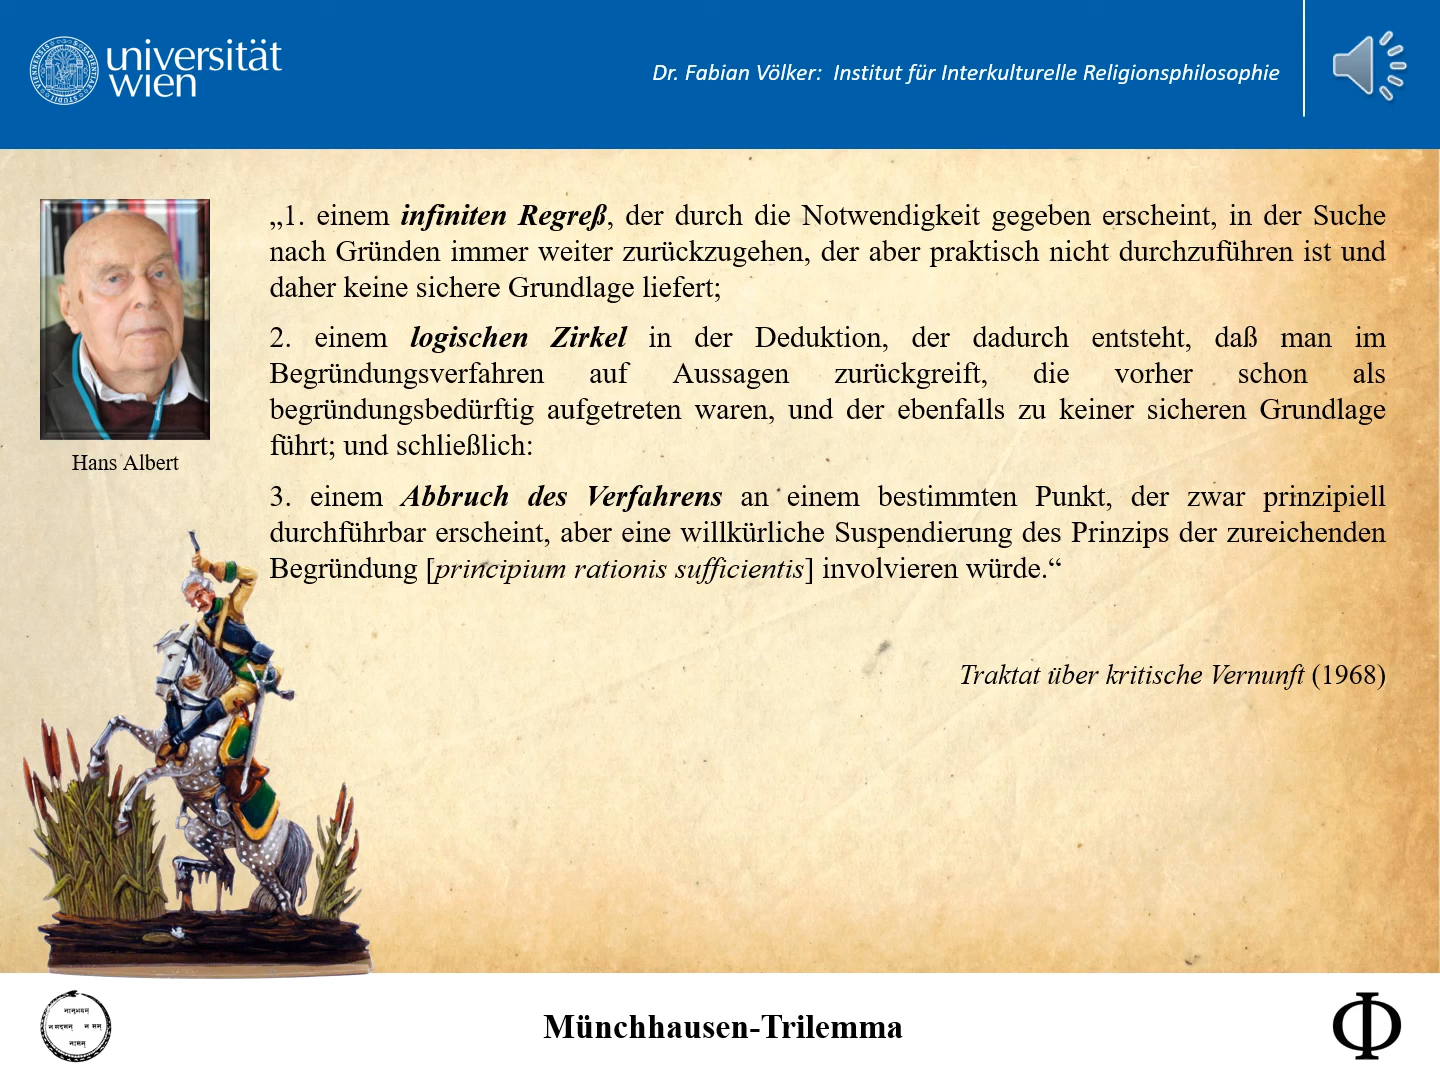 universität
wien
Dr. Fabian Völker:  Institut für Interkulturelle Religionsphilosophie
„1. einem infiniten Regreß, der durch die Notwendigkeit gegeben erscheint, in der Suche
nach Gründen immer weiter zurückzugehen, der aber praktisch nicht durchzuführen ist und
daher keine sichere Grundlage liefert;
2. einem logischen Zirkel in der Deduktion, der dadurch entsteht, daß man im
Begründungsverfahren auf Aussagen zurückgreift, die vorher schon als
begründungsbedürftig aufgetreten waren, und der ebenfalls zu keiner sicheren Grundlage
führt; und schließlich:
3. einem Abbruch des Verfahrens an einem bestimmten Punkt, der zwar prinzipiell
durchführbar erscheint, aber eine willkürliche Suspendierung des Prinzips der zureichenden
Begründung [principium rationis sufficientis] involvieren würde.“
Hans Albert
Traktat über kritische Vernunft (1968)
Münchhausen-Trilemma
Φ